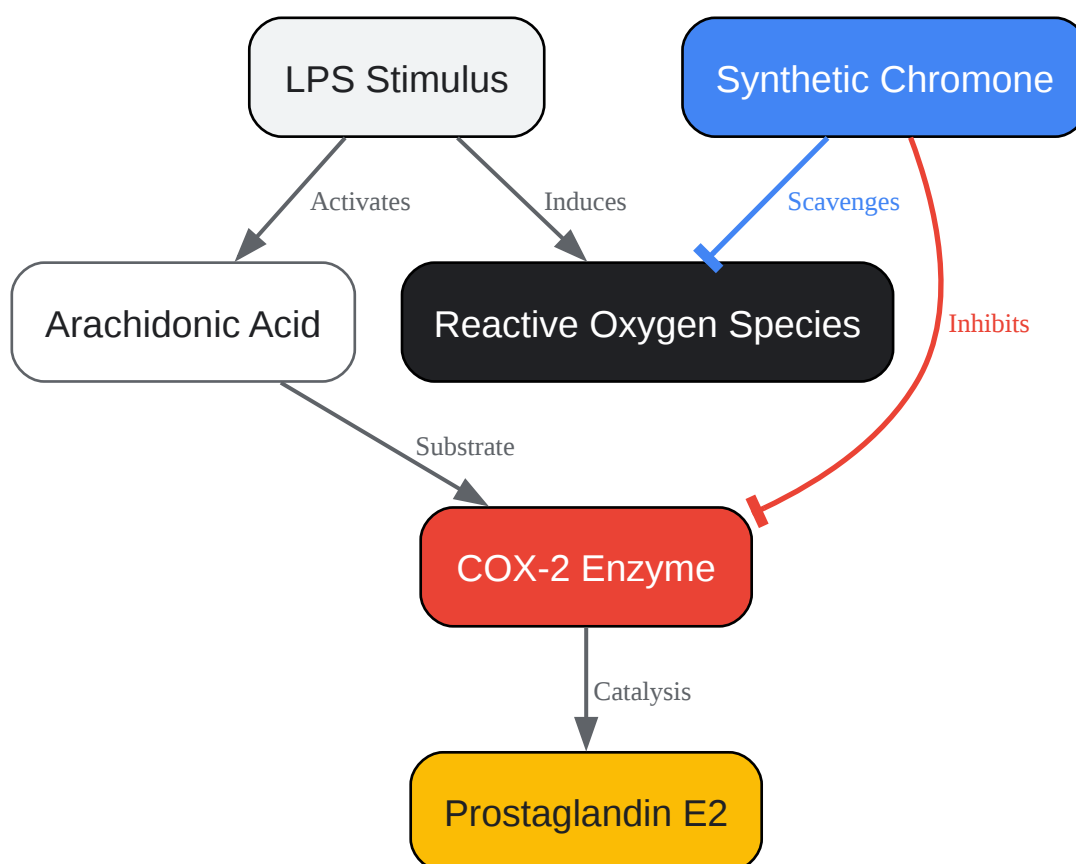 LPS Stimulus
Synthetic Chromone
Activates
Induces
Scavenges
Arachidonic Acid
Reactive Oxygen Species
Inhibits
Substrate
COX-2 Enzyme
Catalysis
Prostaglandin E2